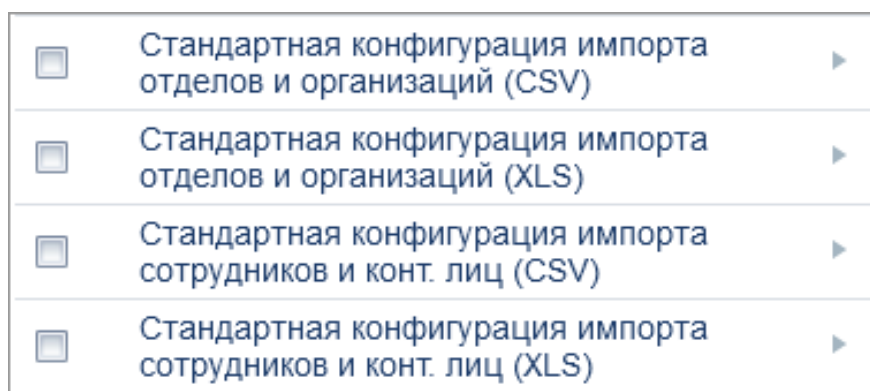 Стандартная конфигурация импорта
отделов и организаций (CSV)
Стандартная конфигурация импорта
отделов и организаций (XLS)
Стандартная конфигурация импорта
сотрудников и конт. лиц (CSV)
Стандартная конфигурация импорта
сотрудников и конт. лиц (XLS)